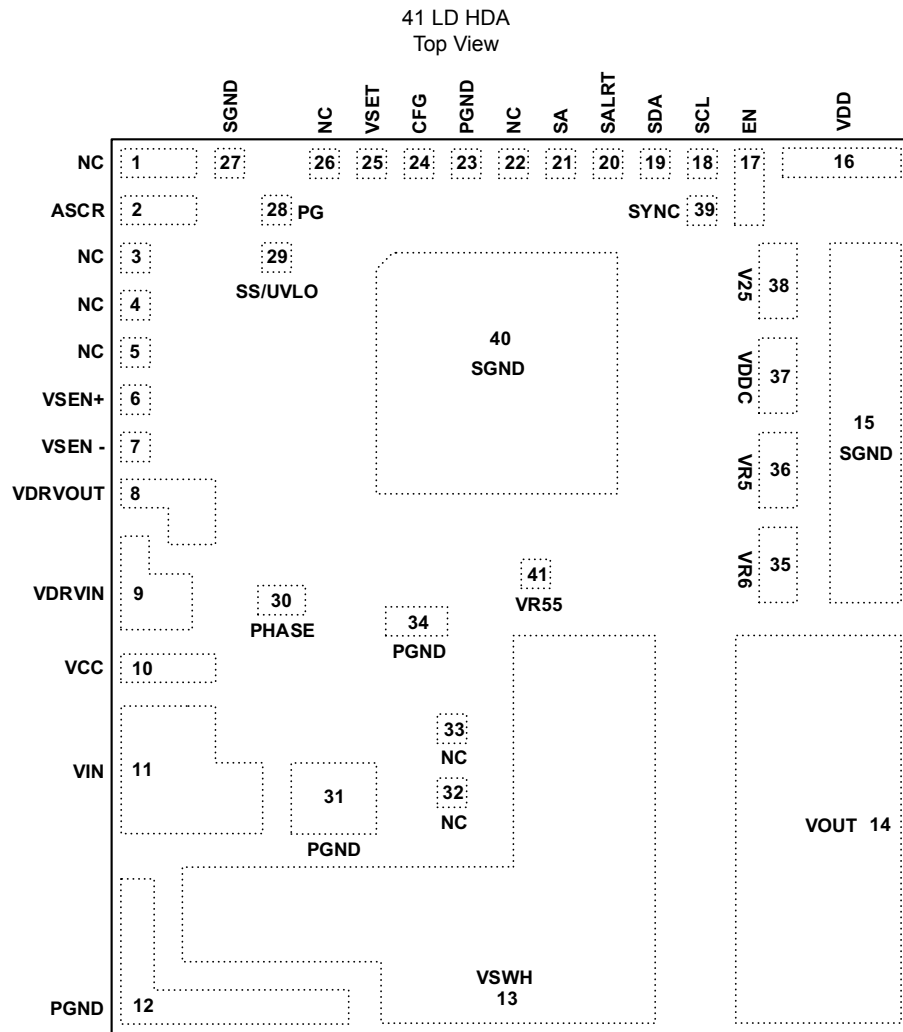 41 LD HDA
Top View
SGND
NC
VSET
CFG
PGND
NC
SA
SALRT
SDA
SCL
EN
VDD
NC 1 27 26 25 24 23 22 21 20 19 18 17 16
ASCR 2 28 PG SYNC 39
NC 3 29
SS/UVLO
V25 38
NC 4
40
SGND
NC 5
VDDC 37
VSEN+ 6
15
SGND
VSEN - 7
VR5 36
VDRVOUT 8
VR6 35
41
VR55
VDRVIN 9
30
PHASE
34
PGND
VCC 10
33
NC
VIN 11
31
PGND
32
NC
VOUT 14
VSWH
13
PGND 12